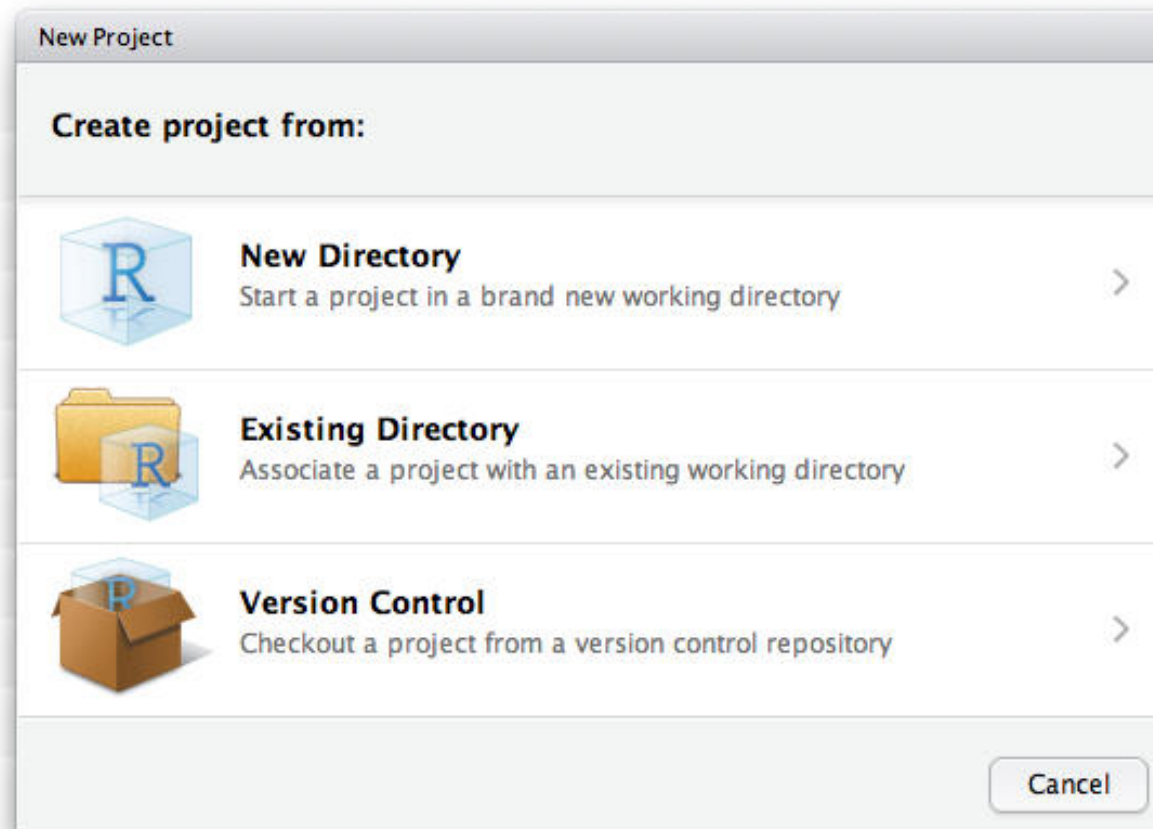 New Project
Create project from:
R
New Directory
Start a project in a brand new working directory
R
Existing Directory
Associate a project with an existing working directory
R
Version Control
Checkout a project from a version control repository
Cancel